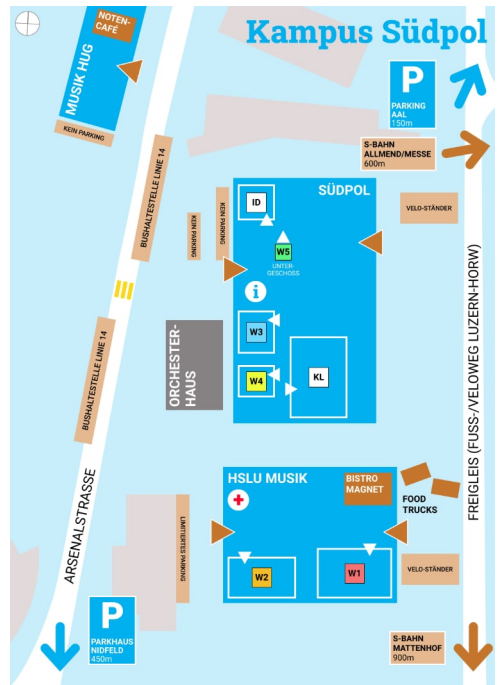 Kampus Südpol
NOTEN-
CAFÉ
MUSIK HUG
KEIN PARKING
BUSHALTESTELLE LINIE 14
P
PARKING
AAL
150m
S-BAHN
ALLMEND/MESSE
600m
SÜDPOL
ID
W5
UNTER-
GESCHOSS
KEIN PARKING
KEIN PARKING
VELO-STÄNDER
i
W3
W4
KL
ORCHESTER-
HAUS
BUSHALTESTELLE LINIE 14
ARSENALSTRASSE
FREIGLEIS (FUSS-/VELOWEG LUZERN-HORW)
HSLU MUSIK
BISTRO
MAGNET
FOOD
TRUCKS
LIMITIERTES PARKING
W2
W1
VELO-STÄNDER
P
PARKHAUS
NIDFELD
450m
S-BAHN
MATTENHOF
900m